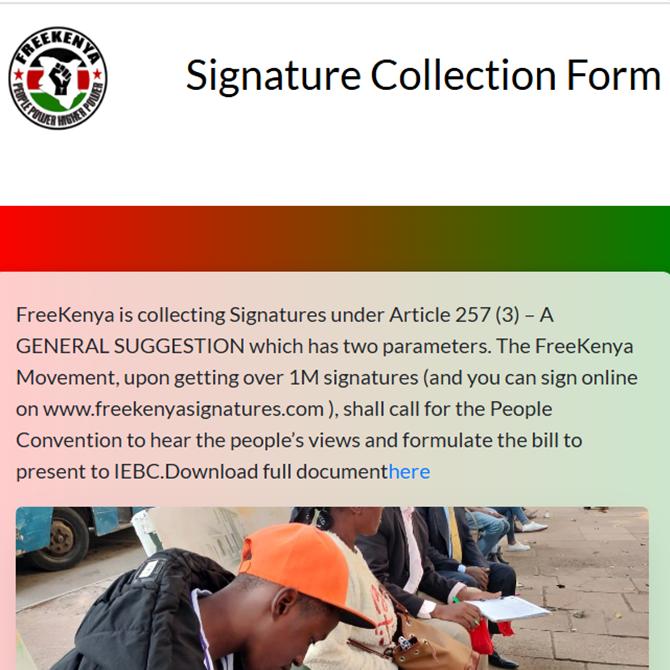 FREEKENYA
PEOPLE POWER HIGHER POWER
Signature Collection Form
FreeKenya is collecting Signatures under Article 257 (3) – A
GENERAL SUGGESTION which has two parameters. The FreeKenya
Movement, upon getting over 1M signatures (and you can sign online
on www.freekenyasignatures.com ), shall call for the People
Convention to hear the people’s views and formulate the bill to
present to IEBC.Download full documenthere